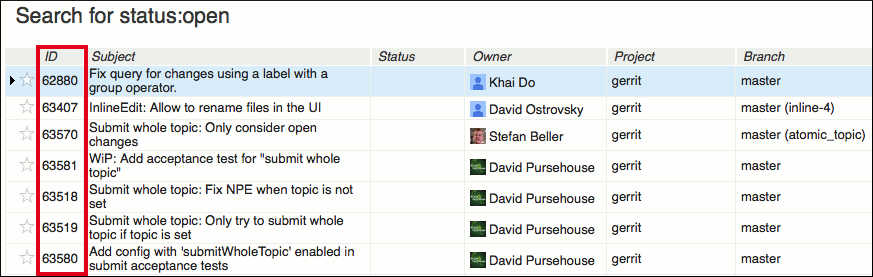 Search for status:open
ID Subject Status Owner Project Branch
62880 Fix query for changes using a label with a group operator. Khai Do gerrit master
63407 InlineEdit: Allow to rename files in the UI David Ostrovsky gerrit master (inline-4)
63570 Submit whole topic: Only consider open changes Stefan Beller gerrit master (atomic_topic)
63581 WiP: Add acceptance test for "submit whole topic" David Pursehouse gerrit master
63518 Submit whole topic: Fix NPE when topic is not set David Pursehouse gerrit master
63519 Submit whole topic: Only try to submit whole topic if topic is set David Pursehouse gerrit master
63580 Add config with 'submitWholeTopic' enabled in submit acceptance tests David Pursehouse gerrit master